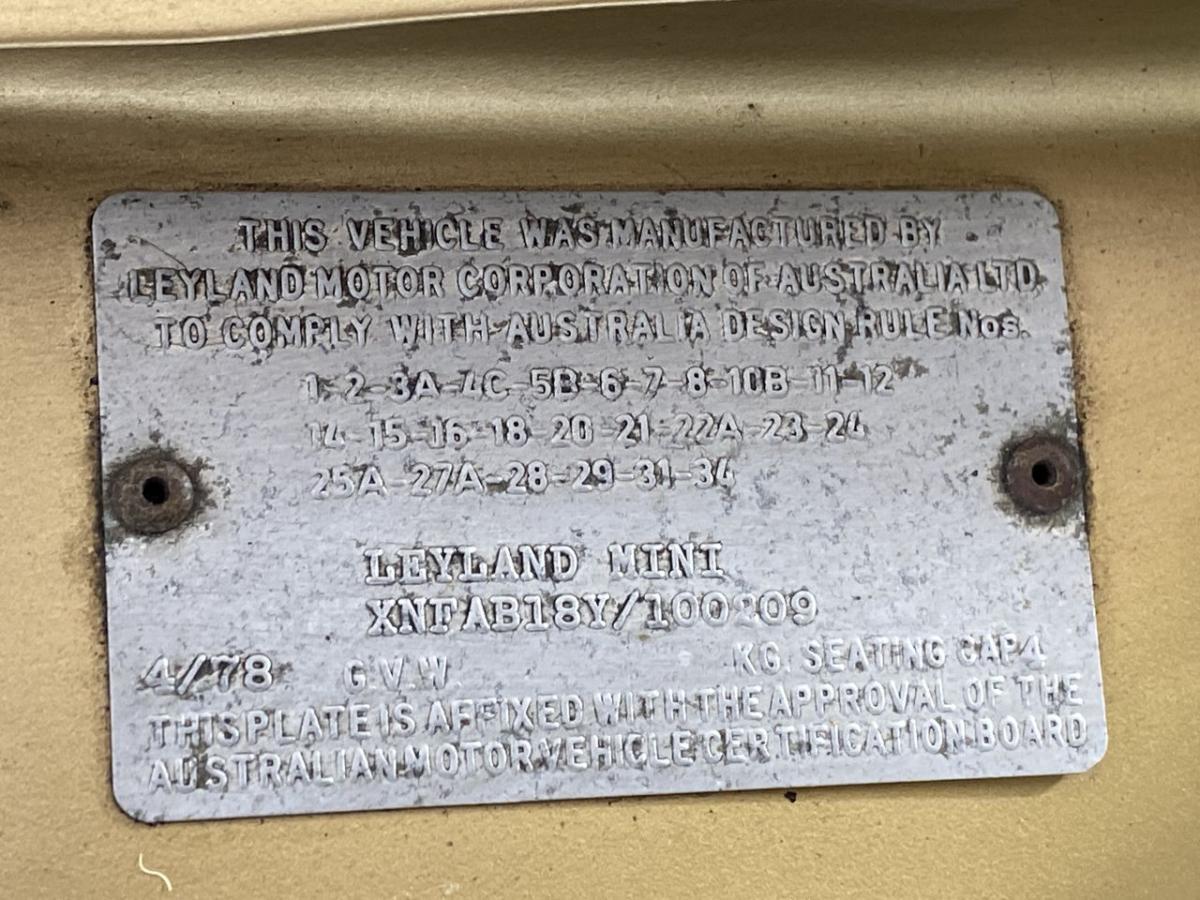 THIS VEHICLE WAS MANUFACTURED BY
LEYLAND MOTOR CORPORATION OF AUSTRALIA LTD
TO COMPLY WITH AUSTRALIA DESIGN RULE Nos.
1-2-3A-4C-5B-6-7-8-10B-11-12
14-15-16-18-20-21-22A-23-24
25A-27A-28-29-31-34
LEYLAND MINI
4/78 G.V.W. KG. SEATING CAP 4
THIS PLATE IS AFFIXED WITH THE APPROVAL OF THE
AUSTRALIAN MOTOR VEHICLE CERTIFICATION BOARD